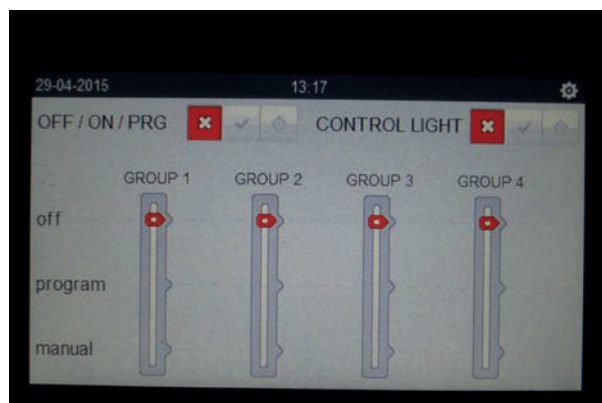 29-04-2015 13:17
OFF / ON / PRG CONTROL LIGHT
GROUP 1 GROUP 2 GROUP 3 GROUP 4
off
program
manual